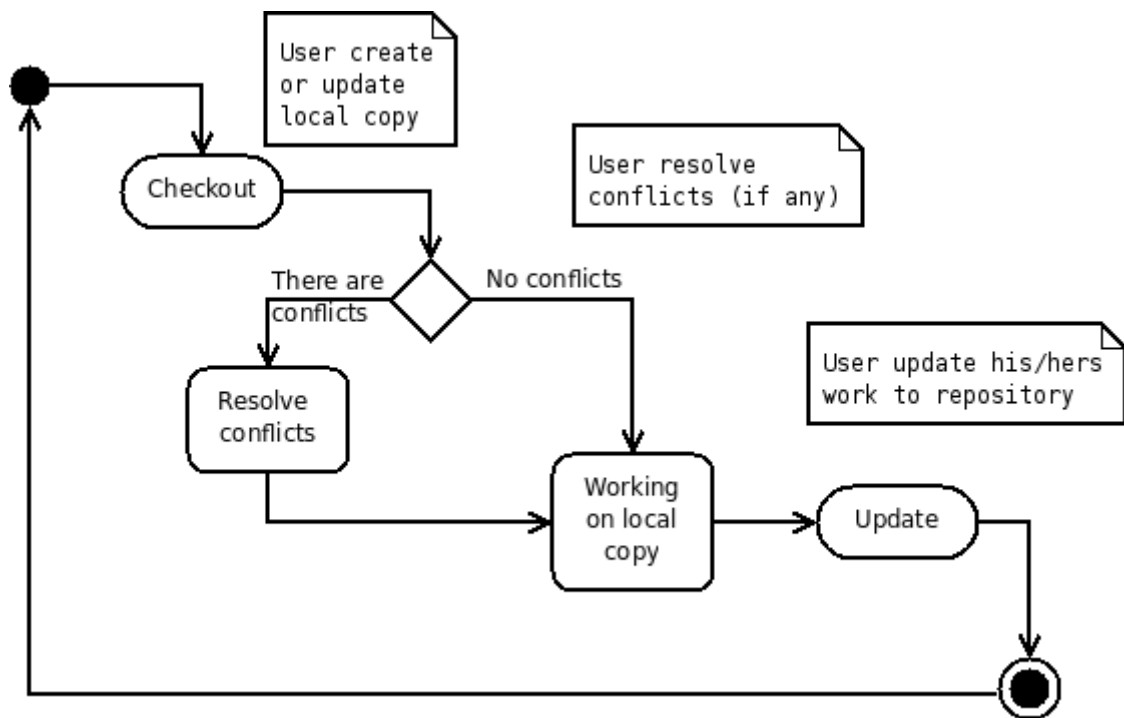 User create
or update
local copy
Checkout
User resolve
conflicts (if any)
There are
conflicts
No conflicts
User update his/hers
work to repository
Resolve
conflicts
Working
on local
copy
Update